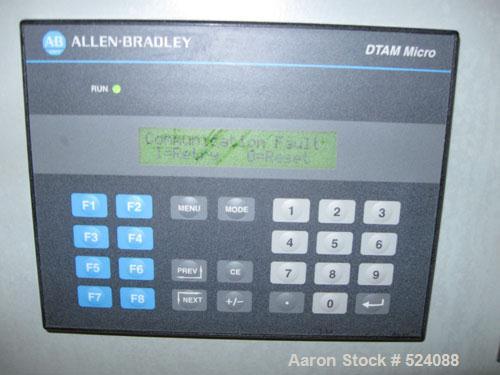 AB ALLEN-BRADLEY
DTAM Micro
RUN
Communication Fault
1=Retry 0=Reset
F1 F2 MENU MODE 1 2 3
F3 F4 4 5 6
F5 F6 PREV CE 7 8 9
F7 F8 NEXT +/- . 0
Aaron Stock # 524088